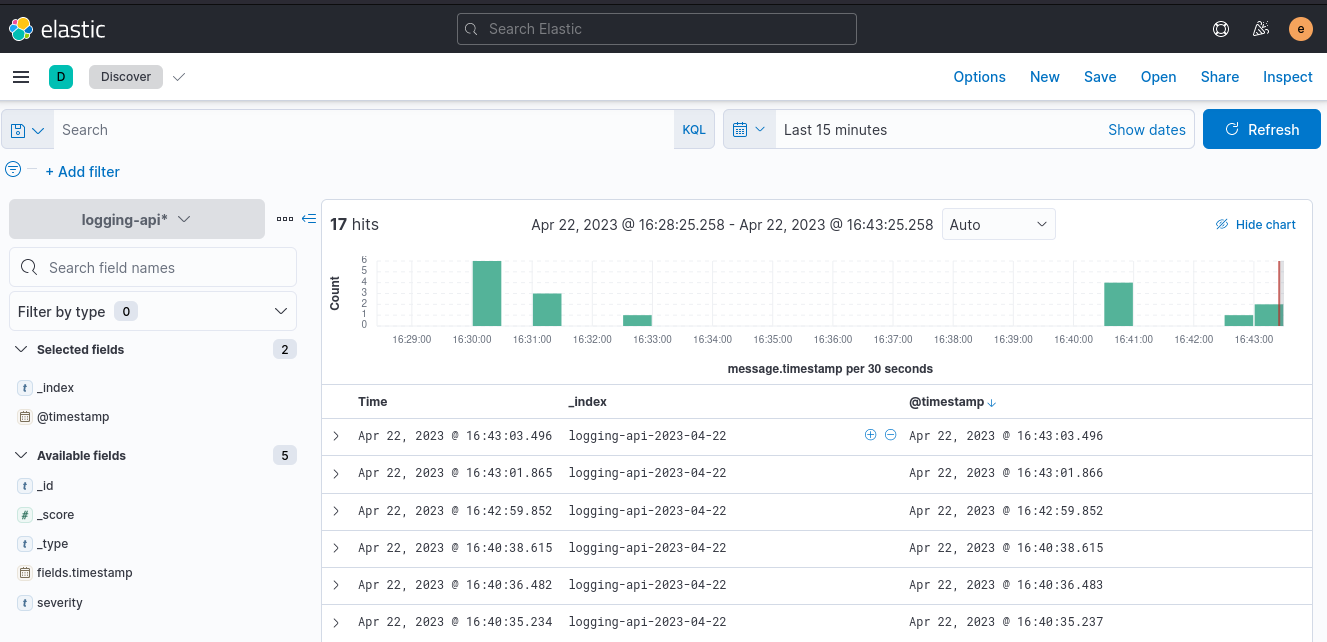 elastic
Search Elastic
e
D
Discover
Options New Save Open Share Inspect
Search
KQL
Last 15 minutes
Show dates
Refresh
+ Add filter
logging-api*
17 hits
Apr 22, 2023 @ 16:28:25.258 - Apr 22, 2023 @ 16:43:25.258
Auto
Hide chart
Search field names
Filter by type 0
Selected fields 2
t _index
@timestamp
Available fields 5
t _id
# _score
t _type
fields.timestamp
t severity
Count
6
5
4
3
2
1
0
16:29:00 16:30:00 16:31:00 16:32:00 16:33:00 16:34:00 16:35:00 16:36:00 16:37:00 16:38:00 16:39:00 16:40:00 16:41:00 16:42:00 16:43:00
message.timestamp per 30 seconds
Time _index @timestamp
Apr 22, 2023 @ 16:43:03.496 logging-api-2023-04-22 Apr 22, 2023 @ 16:43:03.496
Apr 22, 2023 @ 16:43:01.865 logging-api-2023-04-22 Apr 22, 2023 @ 16:43:01.866
Apr 22, 2023 @ 16:42:59.852 logging-api-2023-04-22 Apr 22, 2023 @ 16:42:59.852
Apr 22, 2023 @ 16:40:38.615 logging-api-2023-04-22 Apr 22, 2023 @ 16:40:38.615
Apr 22, 2023 @ 16:40:36.482 logging-api-2023-04-22 Apr 22, 2023 @ 16:40:36.483
Apr 22, 2023 @ 16:40:35.234 logging-api-2023-04-22 Apr 22, 2023 @ 16:40:35.237